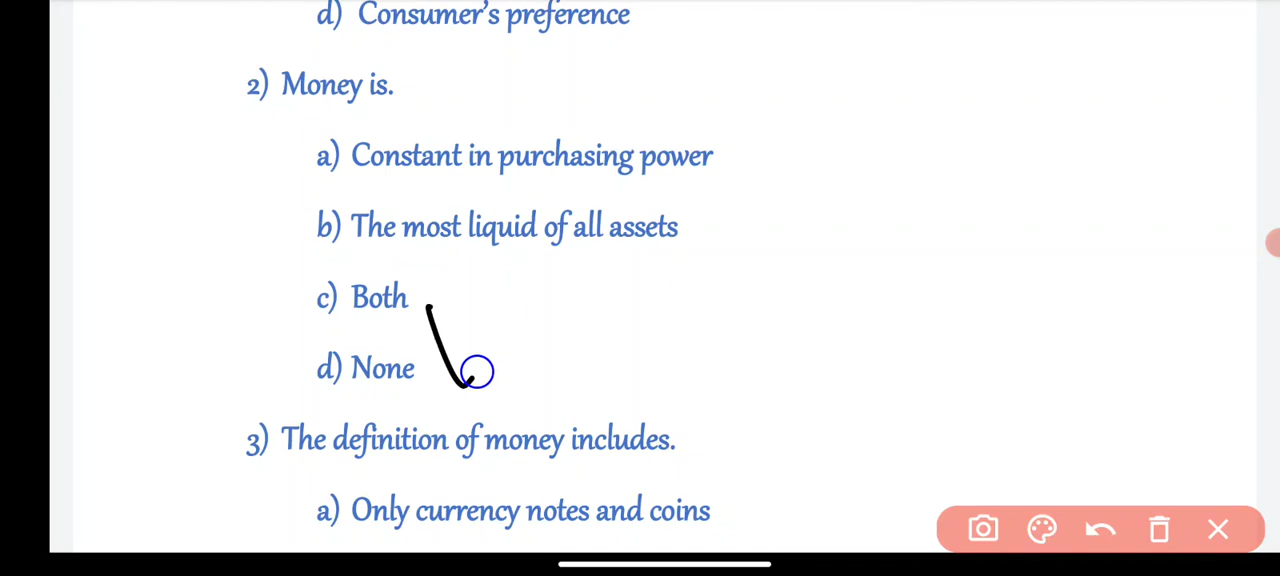 d) Consumer's preference
2) Money is.
a) Constant in purchasing power
b) The most liquid of all assets
c) Both
d) None
3) The definition of money includes.
a) Only currency notes and coins